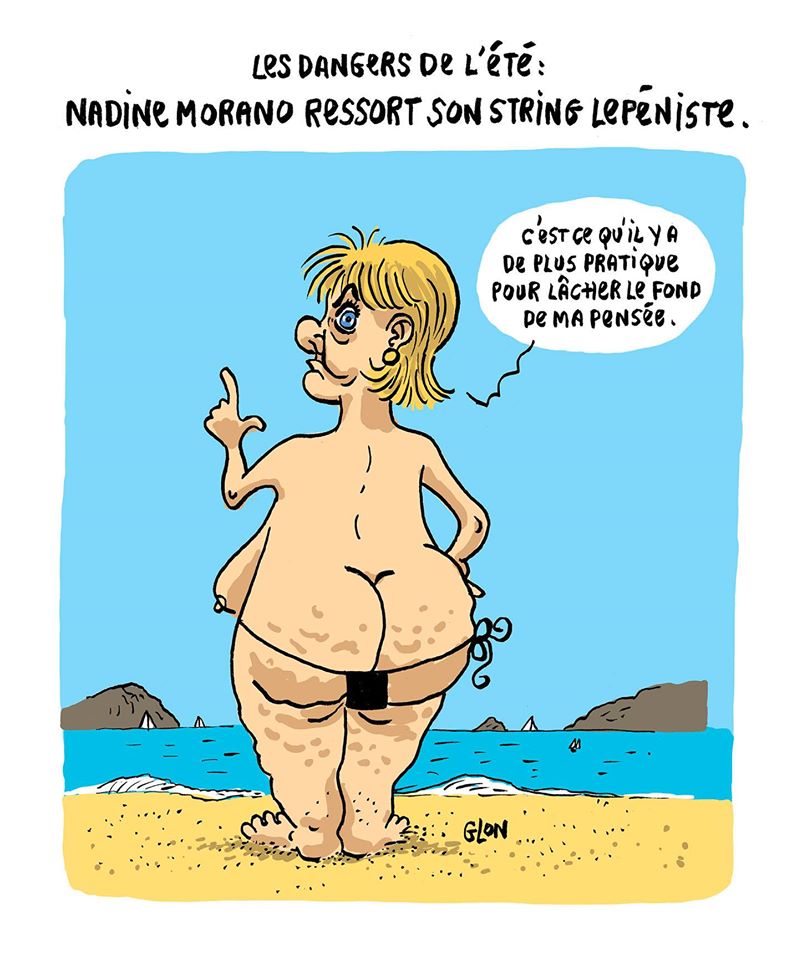 LES DANGERS DE L'ÉTÉ :
NADINE MORANO RESSORT SON STRING LEPÉNISTE.
C'EST CE QU'IL Y A
DE PLUS PRATIQUE
POUR LÂCHER LE FOND
DE MA PENSÉE.
GLON